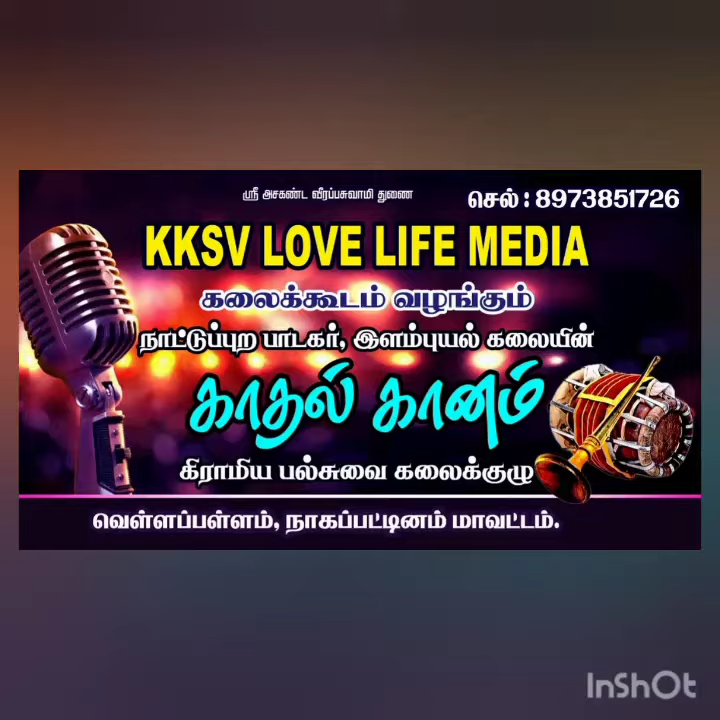 ஸ்ரீ அசகண்ட வீரப்பசுவாமி துணை
செல் : 8973851726
KKSV LOVE LIFE MEDIA
கலைக்கூடம் வழங்கும்
நாட்டுப்புற பாடகர், இளம்புயல் கலையின்
காதல் கானம்
கிராமிய பல்சுவை கலைக்குழு
வெள்ளப்பள்ளம், நாகப்பட்டினம் மாவட்டம்.
InShOt